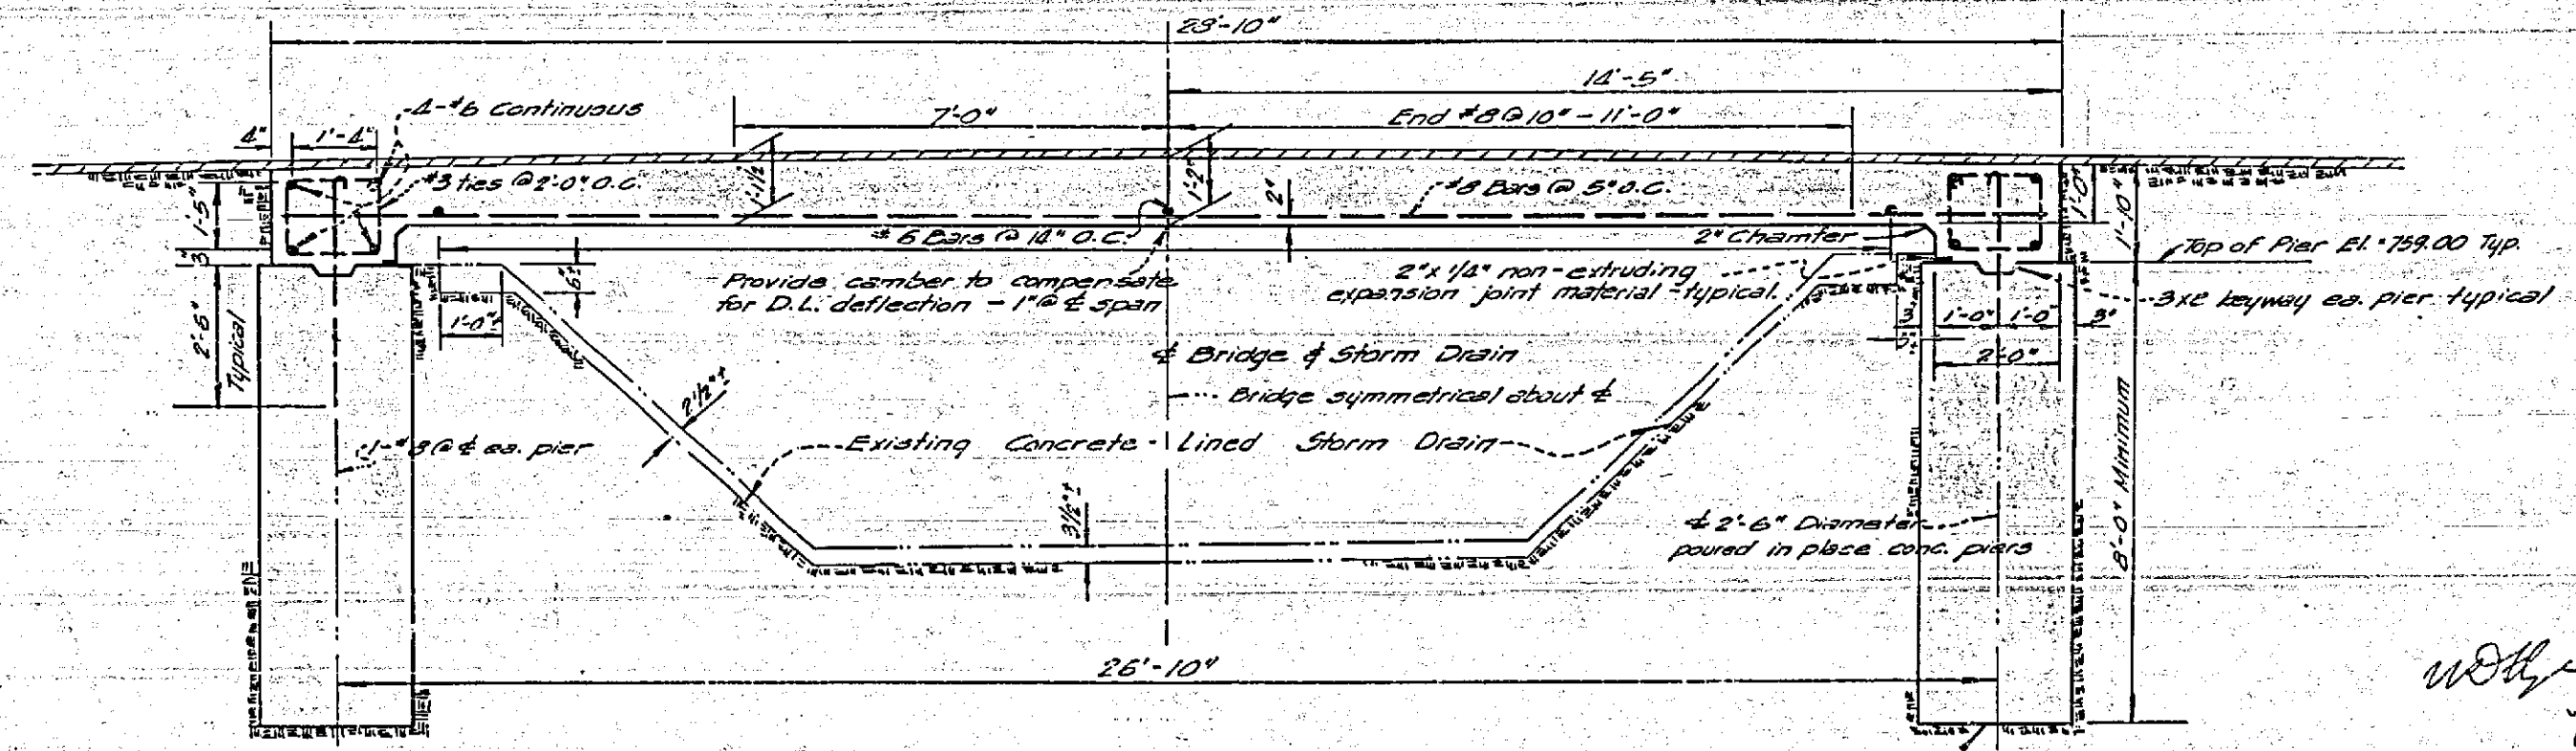 28'-10"
14'-5"
4-#6 Continuous
7'-0"
End #8@10" - 11'-0"
4"
1'-4"
#3 ties @ 2'-0" O.C.
1'-1½"
1'-2"
2"
#8 Bars @ 5" O.C.
1'-0"
1'-10"
1'-5"
3"
#6 Bars @ 14" O.C.
2" Chamfer
Top of Pier El. 759.00 Typ.
Provide camber to compensate
for D.L. deflection - 1" @ ℄ span
2" x 1/4" non-extruding
expansion joint material - typical.
3x2 keyway ea. pier typical
6"±
1'-0"±
2'-6"
Typical
1'-0"
1'-0"
3"
2'-0"
℄ Bridge & Storm Drain
Bridge symmetrical about ℄
2½"±
1-#8 @ ℄ ea. pier
Existing Concrete - Lined Storm Drain
3½"±
℄ 2'-6" Diameter
poured in place conc. piers
8'-0" Minimum
26'-10"